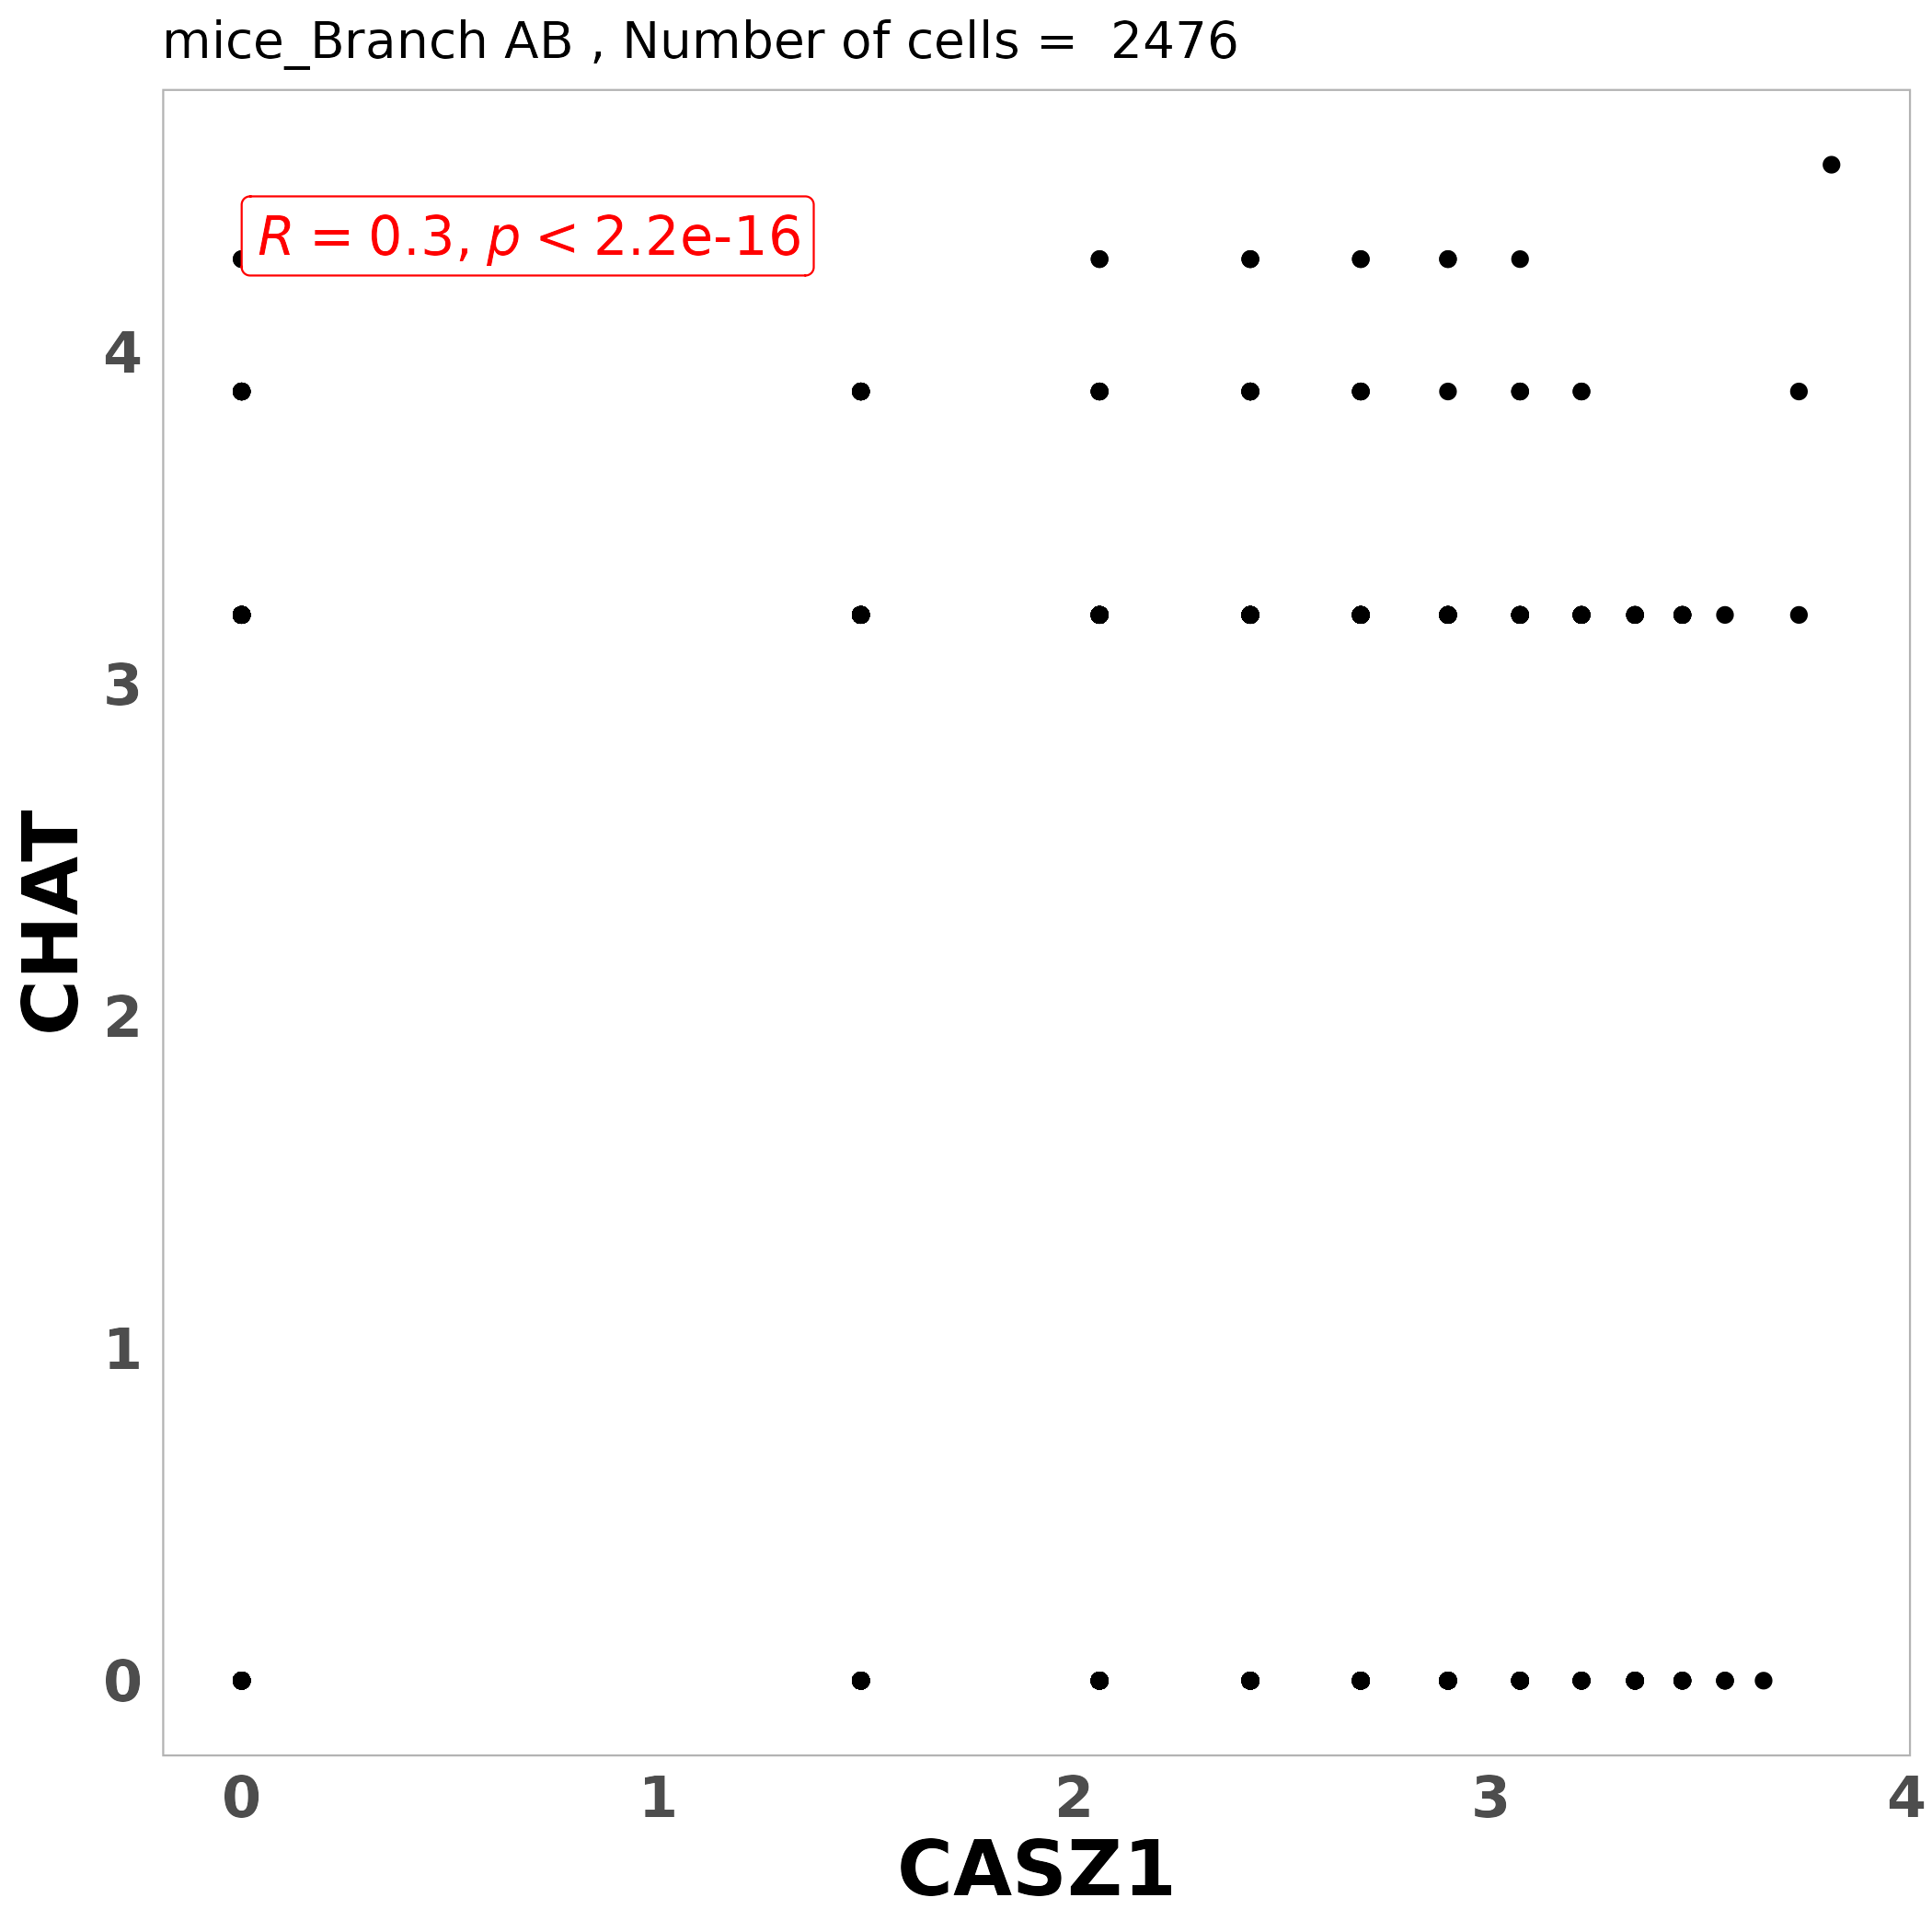 mice_Branch AB , Number of cells =  2476
R = 0.3, p < 2.2e-16
4
3
2
1
0
CHAT
0 1 2 3 4
CASZ1